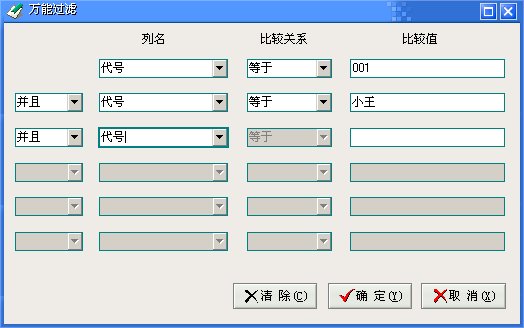 万能过滤
列名 比较关系 比较值
代号 等于 001
并且 代号 等于 小王
并且 代号 等于
清 除(C) 确 定(Y) 取 消(X)